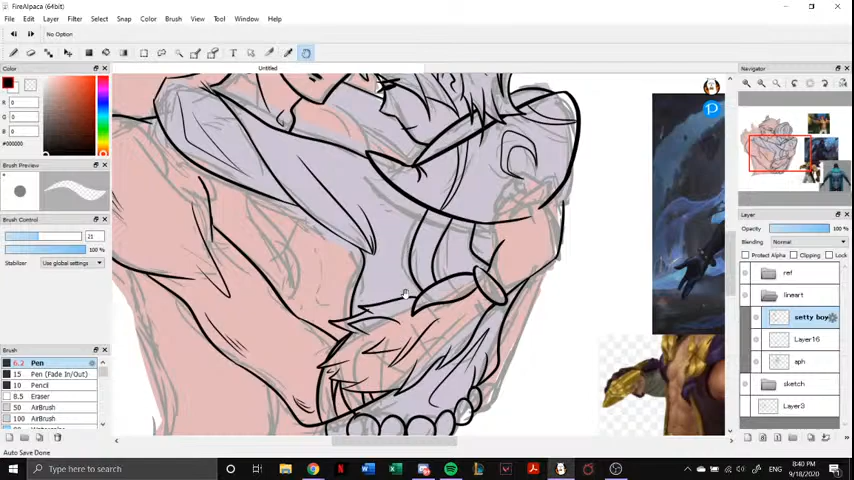 FireAlpaca (64bit)
File Edit Layer Filter Select Snap Color Brush View Tool Window Help
No Option
Color
Untitled
Navigator
R 0
G 0
B 0
#000000
Brush Preview
Brush Control
21
100 %
Stabilizer Use global settings
Layer
Opacity 100 %
Blending Normal
Protect Alpha Clipping Lock
ref
lineart
setty boy
Layer16
aph
sketch
Layer3
Brush
6.2 Pen
15 Pen (Fade In/Out)
10 Pencil
8.5 Eraser
50 AirBrush
100 AirBrush
Auto Save Done
Type here to search
ENG
8:40 PM
9/18/2020